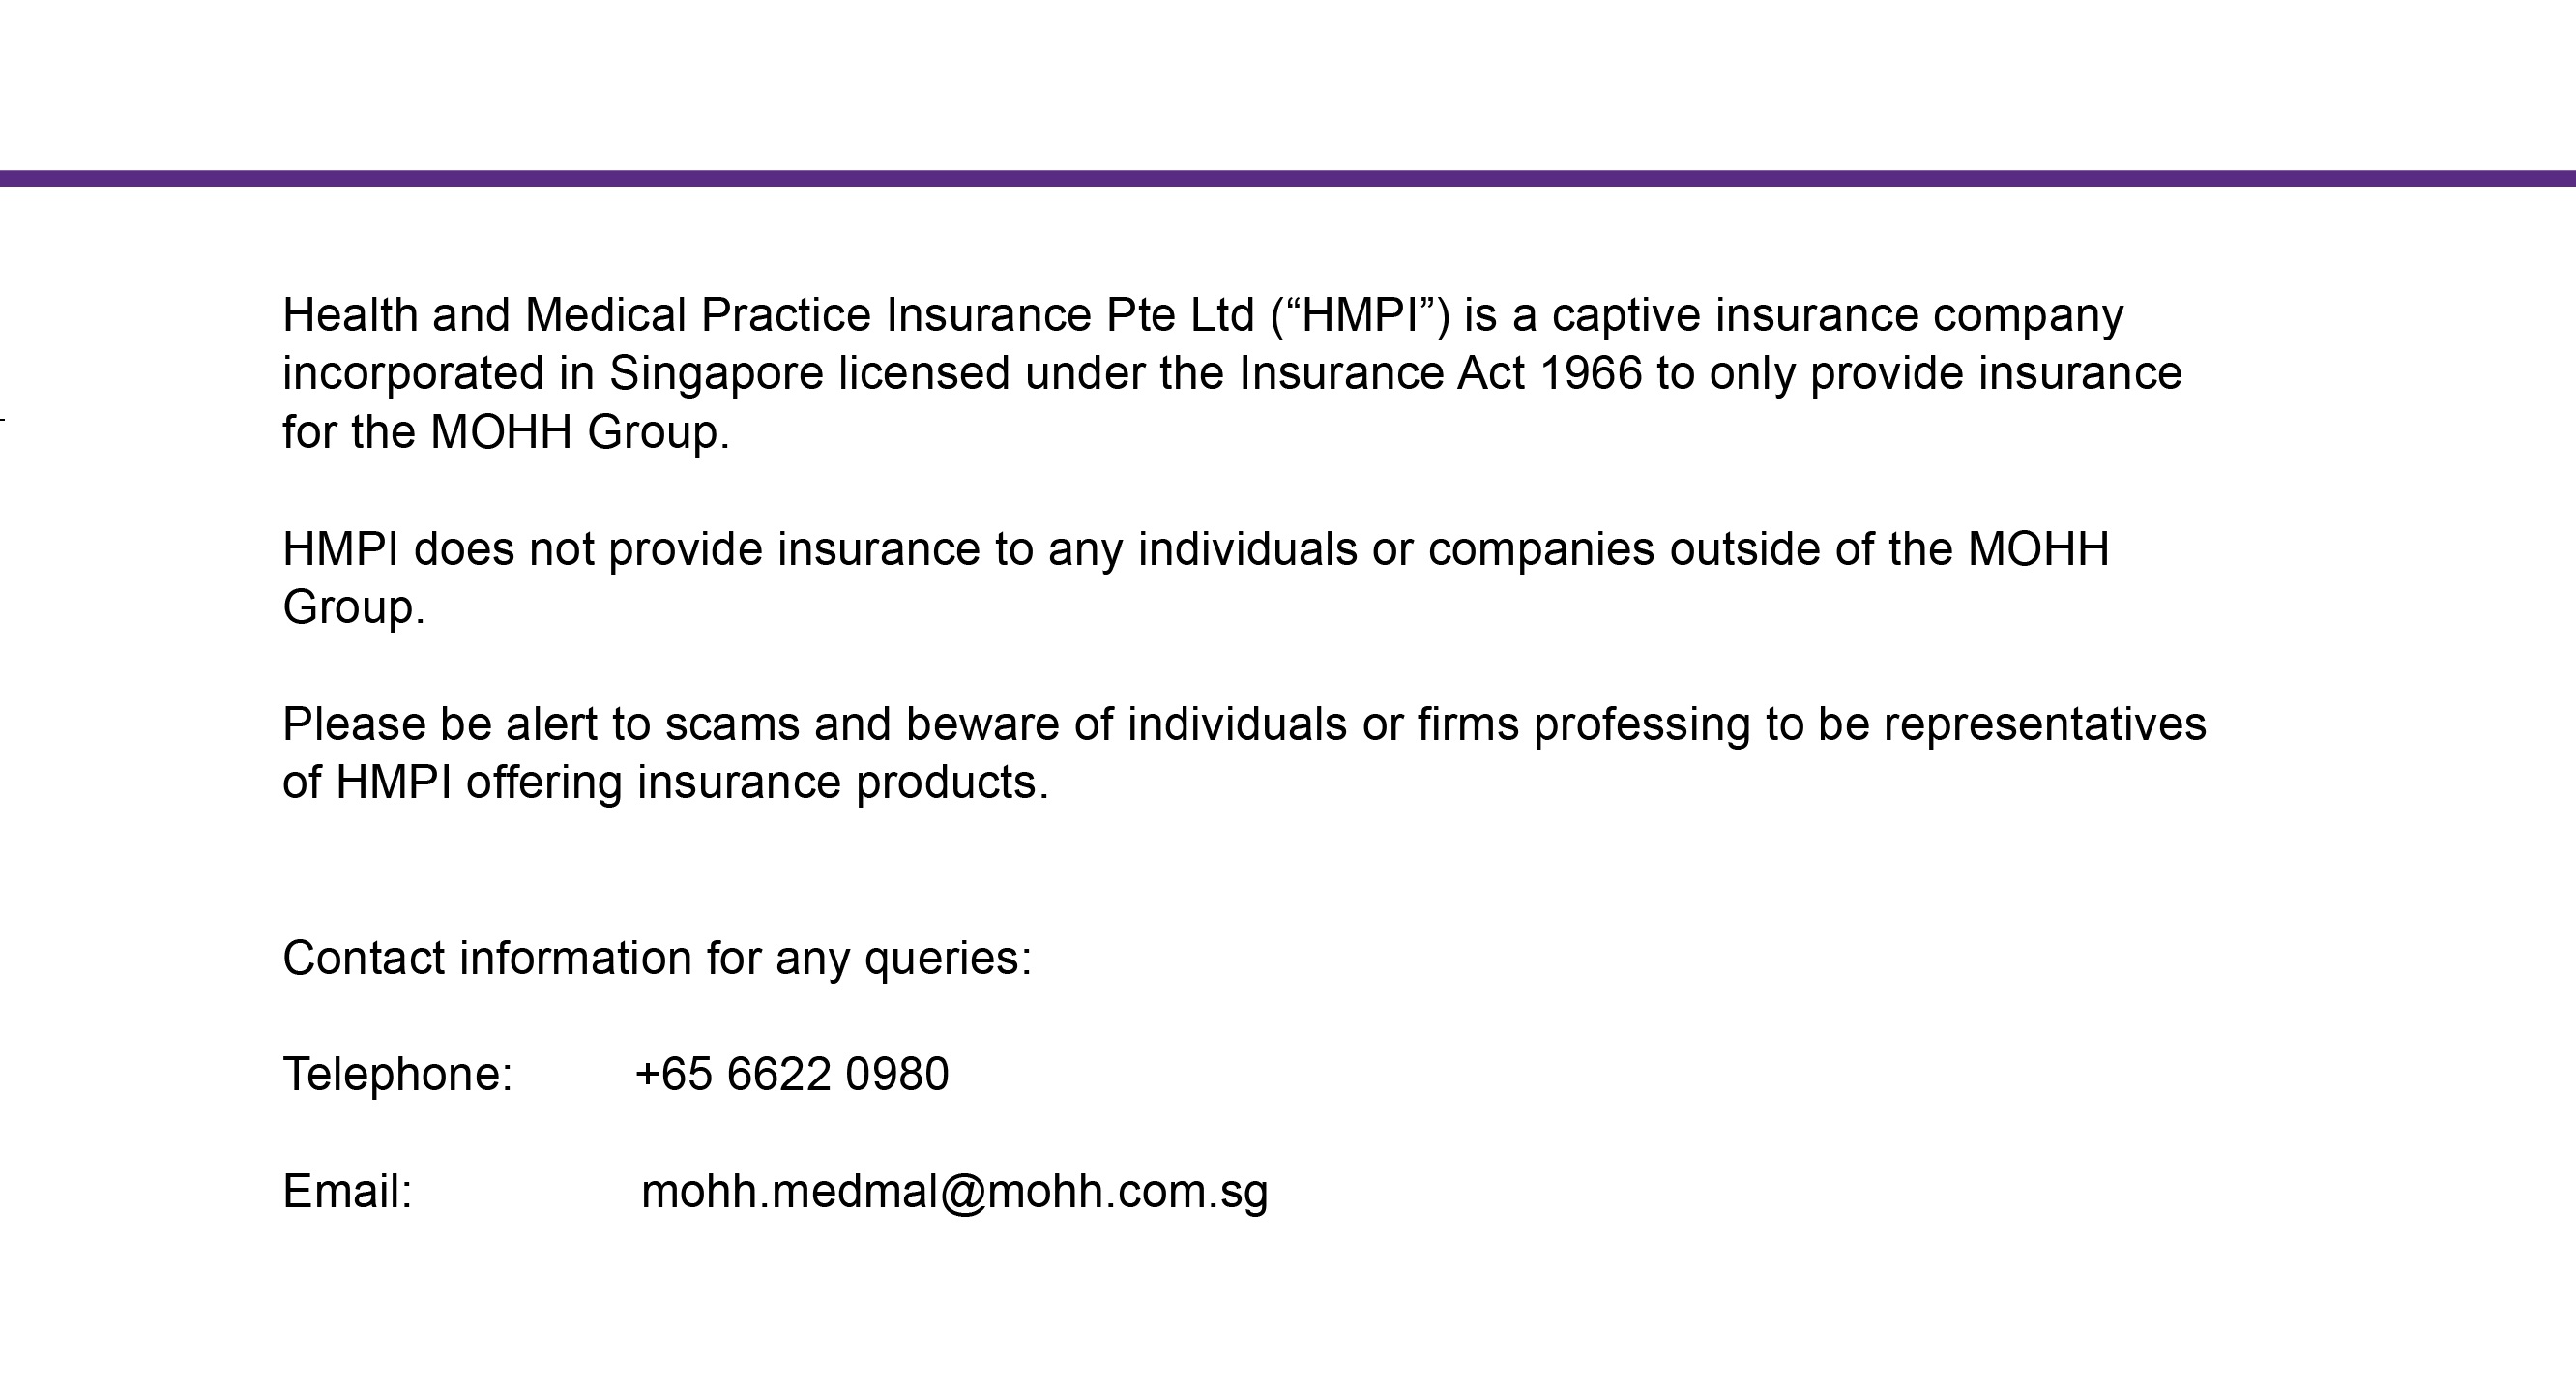 Health and Medical Practice Insurance Pte Ltd (“HMPI”) is a captive insurance company
incorporated in Singapore licensed under the Insurance Act 1966 to only provide insurance
for the MOHH Group.
HMPI does not provide insurance to any individuals or companies outside of the MOHH
Group.
Please be alert to scams and beware of individuals or firms professing to be representatives
of HMPI offering insurance products.
Contact information for any queries:
Telephone: +65 6622 0980
Email: mohh.medmal@mohh.com.sg